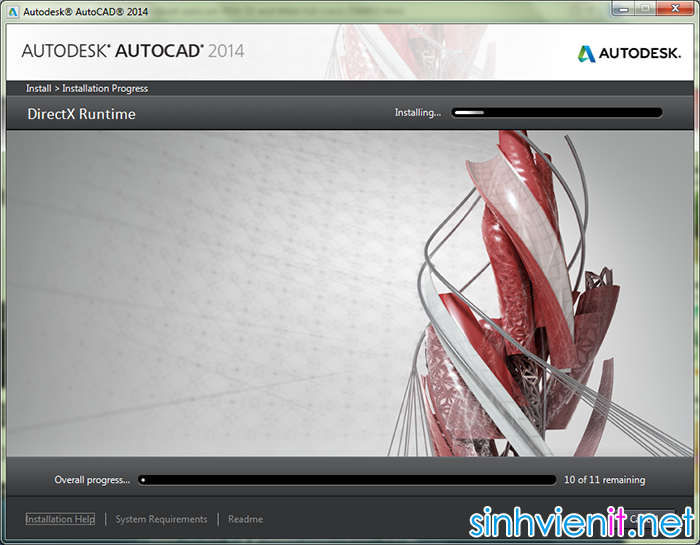 Autodesk® AutoCAD® 2014
AUTODESK® AUTOCAD® 2014
AUTODESK.
Install > Installation Progress
DirectX Runtime
Installing...
Overall progress...
10 of 11 remaining
Installation Help
System Requirements
Readme
sinhvienit.net